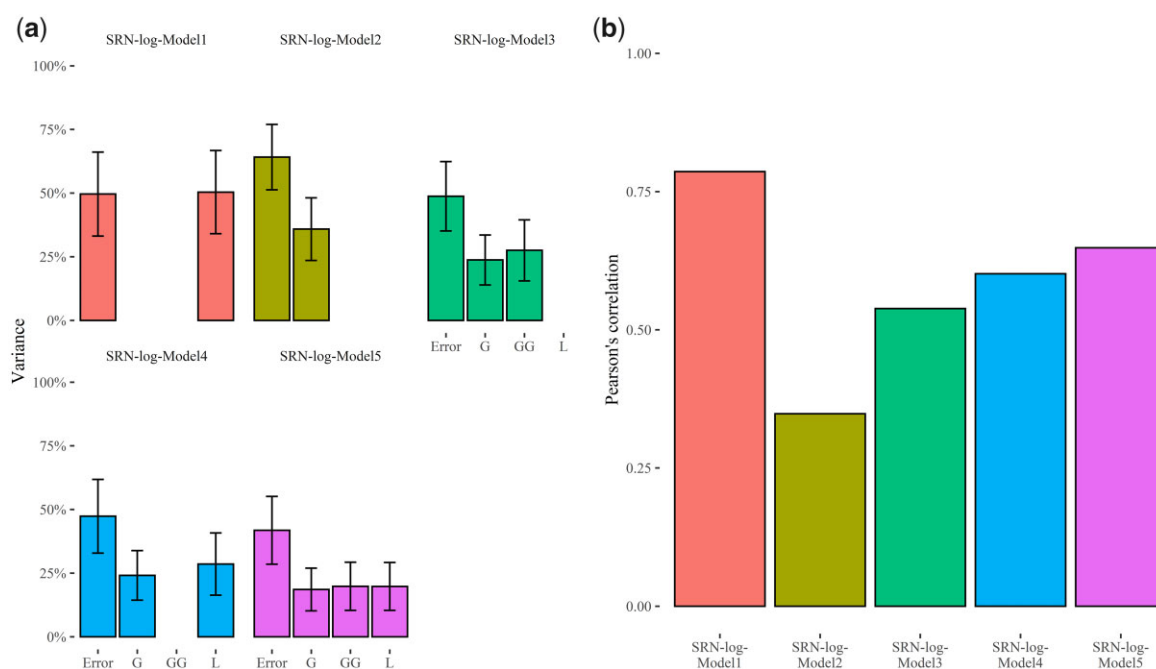 (a)
SRN-log-Model1
SRN-log-Model2
SRN-log-Model3
100%
75%
50%
25%
0%
Error G GG L
Variance
SRN-log-Model4
SRN-log-Model5
100%
75%
50%
25%
0%
Error G GG L
Error G GG L
(b)
1.00
0.75
0.50
0.25
0.00
Pearson's correlation
SRN-log-
Model1
SRN-log-
Model2
SRN-log-
Model3
SRN-log-
Model4
SRN-log-
Model5